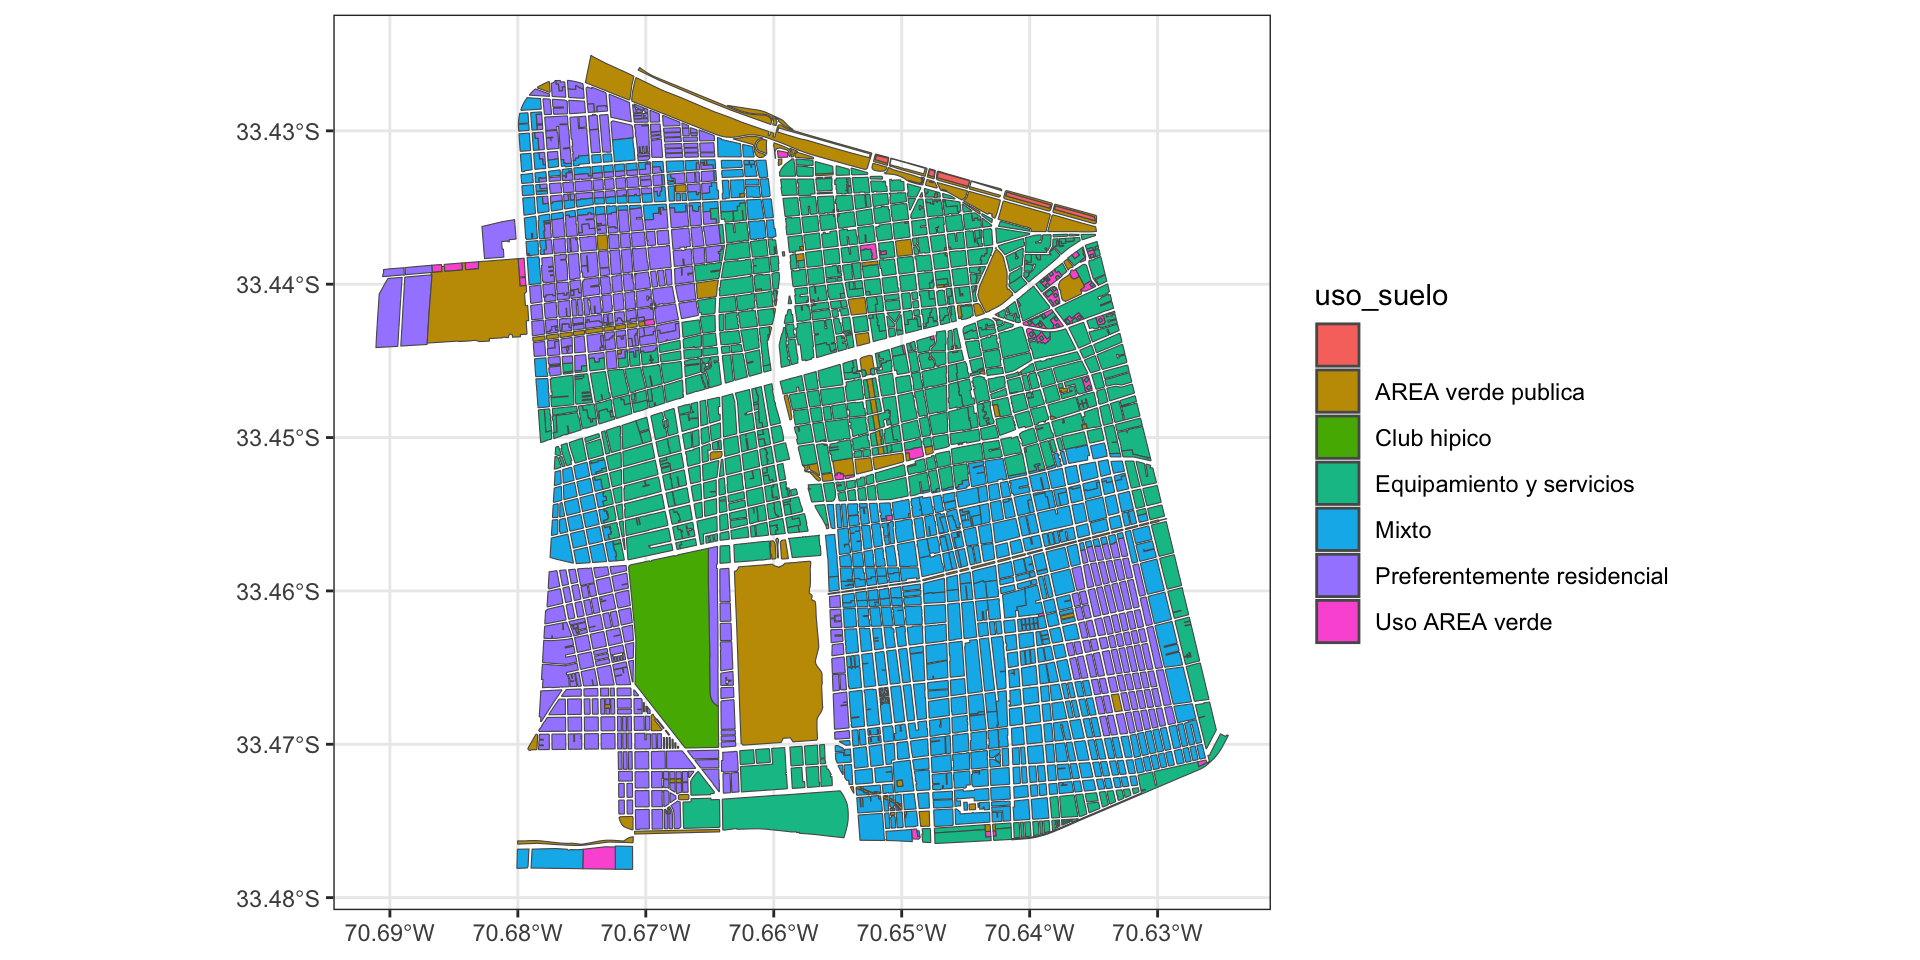 33.43°S
33.44°S
33.45°S
33.46°S
33.47°S
33.48°S
70.69°W 70.68°W 70.67°W 70.66°W 70.65°W 70.64°W 70.63°W
uso_suelo
AREA verde publica
Club hipico
Equipamiento y servicios
Mixto
Preferentemente residencial
Uso AREA verde